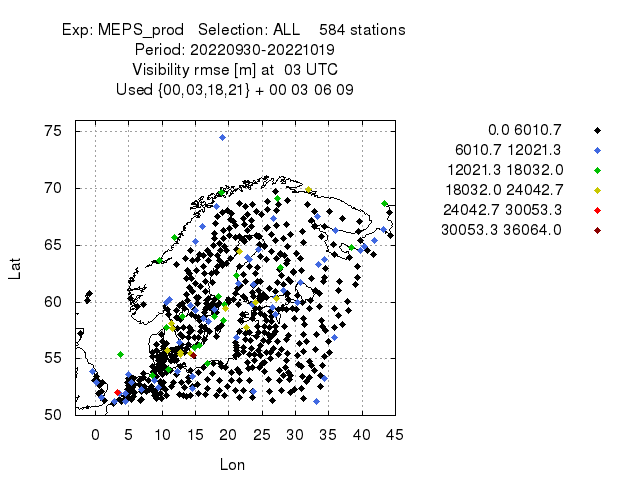 Exp: MEPS_prod Selection: ALL 584 stations
Period: 20220930-20221019
Visibility rmse [m] at 03 UTC
Used {00,03,18,21} + 00 03 06 09
0.0 6010.7
6010.7 12021.3
12021.3 18032.0
18032.0 24042.7
24042.7 30053.3
30053.3 36064.0
Lat
75
70
65
60
55
50
0 5 10 15 20 25 30 35 40 45
Lon